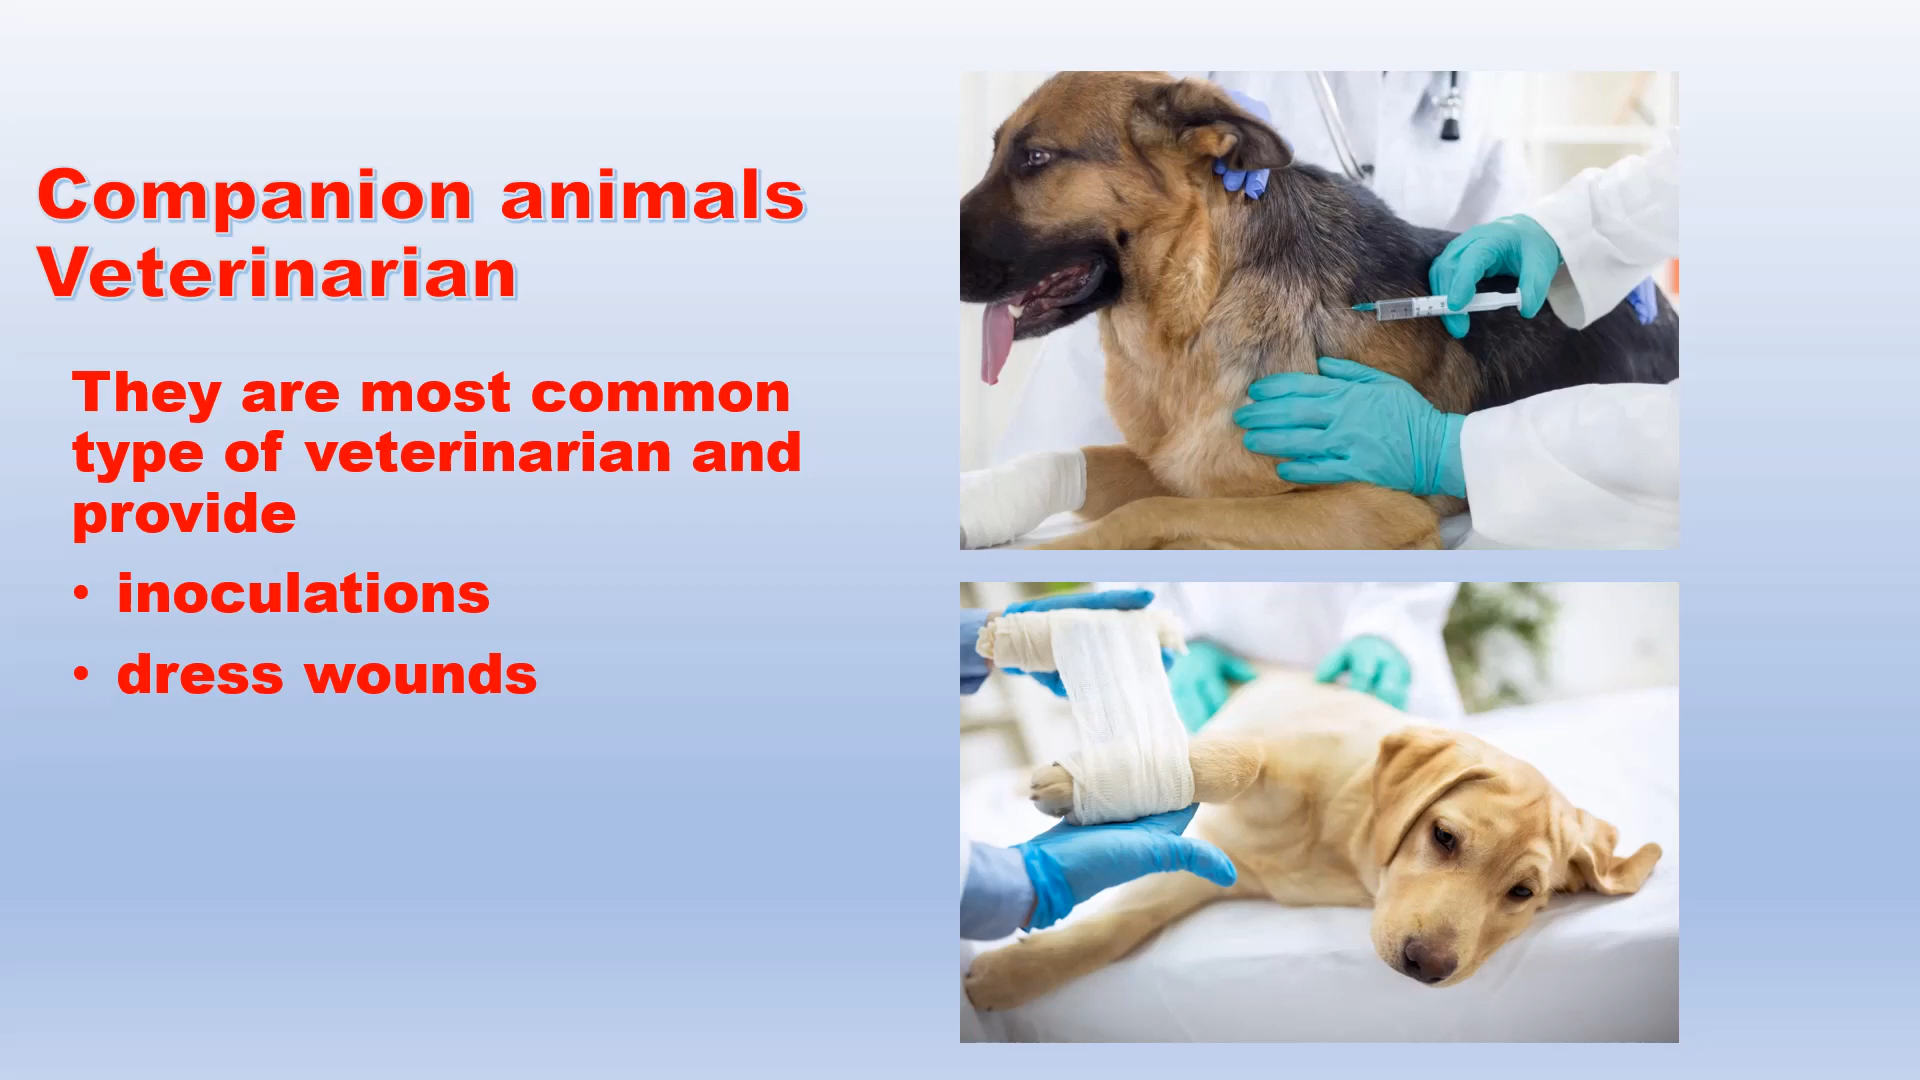 Companion animals
Veterinarian
They are most common
type of veterinarian and
provide
• inoculations
• dress wounds